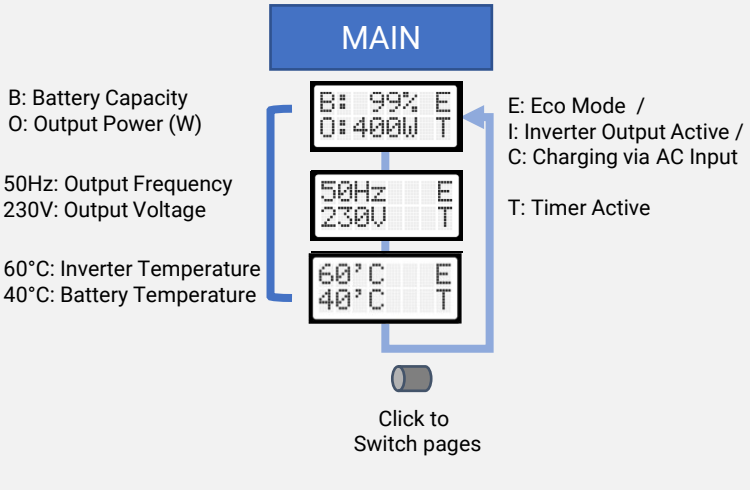 MAIN
B: Battery Capacity
O: Output Power (W)
B: 99% E
O:400W T
E: Eco Mode /
I: Inverter Output Active /
C: Charging via AC Input
T: Timer Active
50Hz: Output Frequency
230V: Output Voltage
50Hz E
230V T
60°C: Inverter Temperature
40°C: Battery Temperature
60°C E
40°C T
Click to
Switch pages